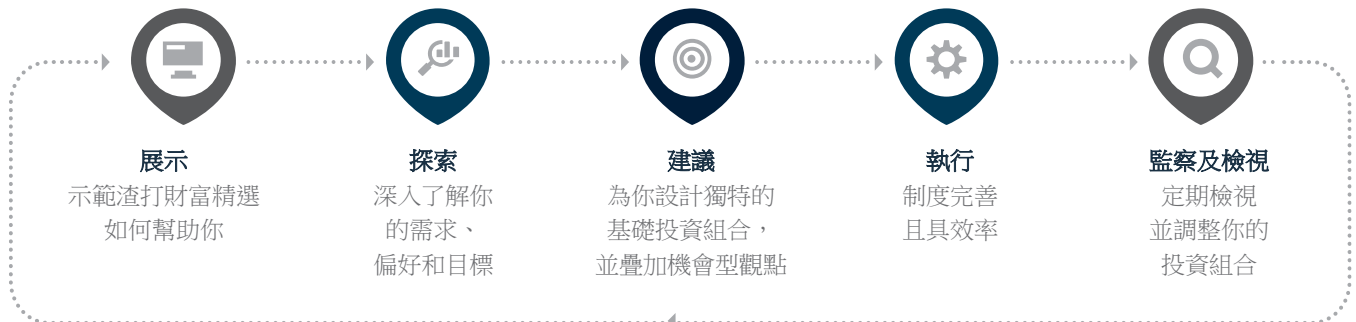 展示
示範渣打財富精選
如何幫助你
探索
深入了解你
的需求、
偏好和目標
建議
為你設計獨特的
基礎投資組合，
並疊加機會型觀點
執行
制度完善
且具效率
監察及檢視
定期檢視
並調整你的
投資組合